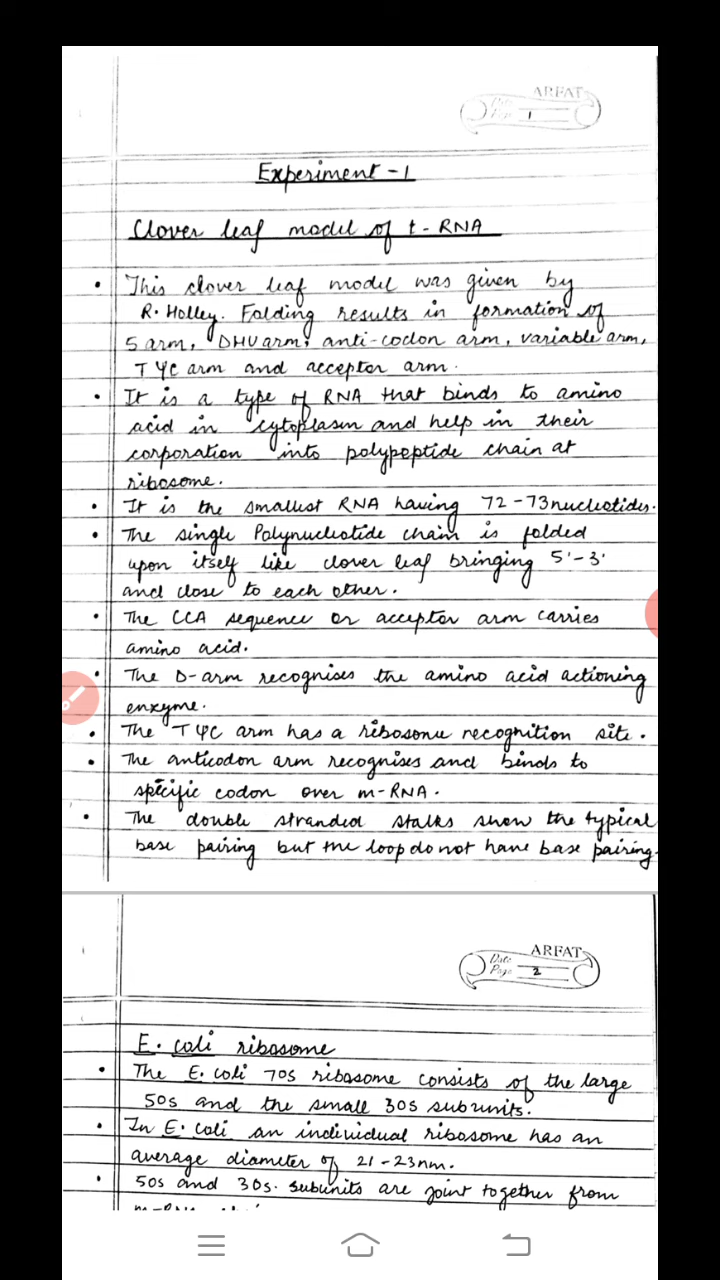 ARFAT
Date
Page 1
Experiment - 1
Clover leaf model of t-RNA
• This clover leaf model was given by
R. Holley. Folding results in formation of
5 arm, DHU arm, anti-codon arm, variable arm,
TΨC arm and acceptor arm.
• It is a type of RNA that binds to amino
acid in cytoplasm and help in their
corporation into polypeptide chain at
ribosome.
• It is the smallest RNA having 72-73 nucleotides.
• The single Polynucleotide chain is folded
upon itself like clover leaf bringing 5'-3'
and close to each other.
• The CCA sequence or acceptor arm carries
amino acid.
• The D-arm recognises the amino acid actioning
enzyme.
• The TΨC arm has a ribosome recognition site.
• The anticodon arm recognises and binds to
specific codon over m-RNA.
• The double stranded stalks show the typical
base pairing but the loop do not have base pairing.
ARFAT
Date
Page 2
E. coli ribosome
• The E. coli 70s ribosome consists of the large
50s and the small 30s subunits.
• In E. coli an individual ribosome has an
average diameter of 21-23nm.
• 50s and 30s. subunits are joint together from